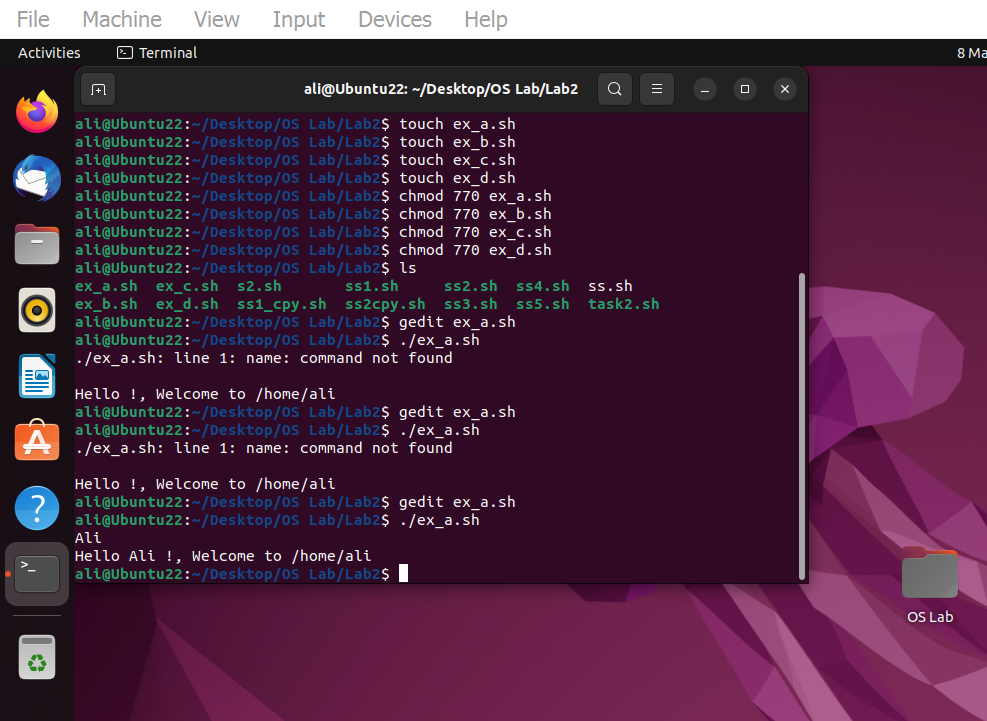 File Machine View Input Devices Help
Activities Terminal 8 Ma
ali@Ubuntu22: ~/Desktop/OS Lab/Lab2
ali@Ubuntu22:~/Desktop/OS Lab/Lab2$ touch ex_a.sh
ali@Ubuntu22:~/Desktop/OS Lab/Lab2$ touch ex_b.sh
ali@Ubuntu22:~/Desktop/OS Lab/Lab2$ touch ex_c.sh
ali@Ubuntu22:~/Desktop/OS Lab/Lab2$ touch ex_d.sh
ali@Ubuntu22:~/Desktop/OS Lab/Lab2$ chmod 770 ex_a.sh
ali@Ubuntu22:~/Desktop/OS Lab/Lab2$ chmod 770 ex_b.sh
ali@Ubuntu22:~/Desktop/OS Lab/Lab2$ chmod 770 ex_c.sh
ali@Ubuntu22:~/Desktop/OS Lab/Lab2$ chmod 770 ex_d.sh
ali@Ubuntu22:~/Desktop/OS Lab/Lab2$ ls
ex_a.sh ex_c.sh s2.sh ss1.sh ss2.sh ss4.sh ss.sh
ex_b.sh ex_d.sh ss1_cpy.sh ss2cpy.sh ss3.sh ss5.sh task2.sh
ali@Ubuntu22:~/Desktop/OS Lab/Lab2$ gedit ex_a.sh
ali@Ubuntu22:~/Desktop/OS Lab/Lab2$ ./ex_a.sh
./ex_a.sh: line 1: name: command not found
Hello !, Welcome to /home/ali
ali@Ubuntu22:~/Desktop/OS Lab/Lab2$ gedit ex_a.sh
ali@Ubuntu22:~/Desktop/OS Lab/Lab2$ ./ex_a.sh
./ex_a.sh: line 1: name: command not found
Hello !, Welcome to /home/ali
ali@Ubuntu22:~/Desktop/OS Lab/Lab2$ gedit ex_a.sh
ali@Ubuntu22:~/Desktop/OS Lab/Lab2$ ./ex_a.sh
Ali
Hello Ali !, Welcome to /home/ali
ali@Ubuntu22:~/Desktop/OS Lab/Lab2$
OS Lab